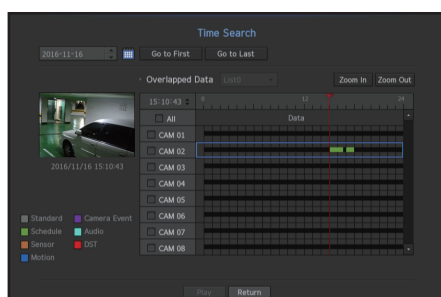 Time Search
2016-11-16 Go to First Go to Last
Overlapped Data List0 Zoom In Zoom Out
15:10:43 0 12 24
All Data
CAM 01
CAM 02
CAM 03
CAM 04
CAM 05
CAM 06
CAM 07
CAM 08
2016/11/16 15:10:43
Standard Camera Event
Schedule Audio
Sensor DST
Motion
Play Return